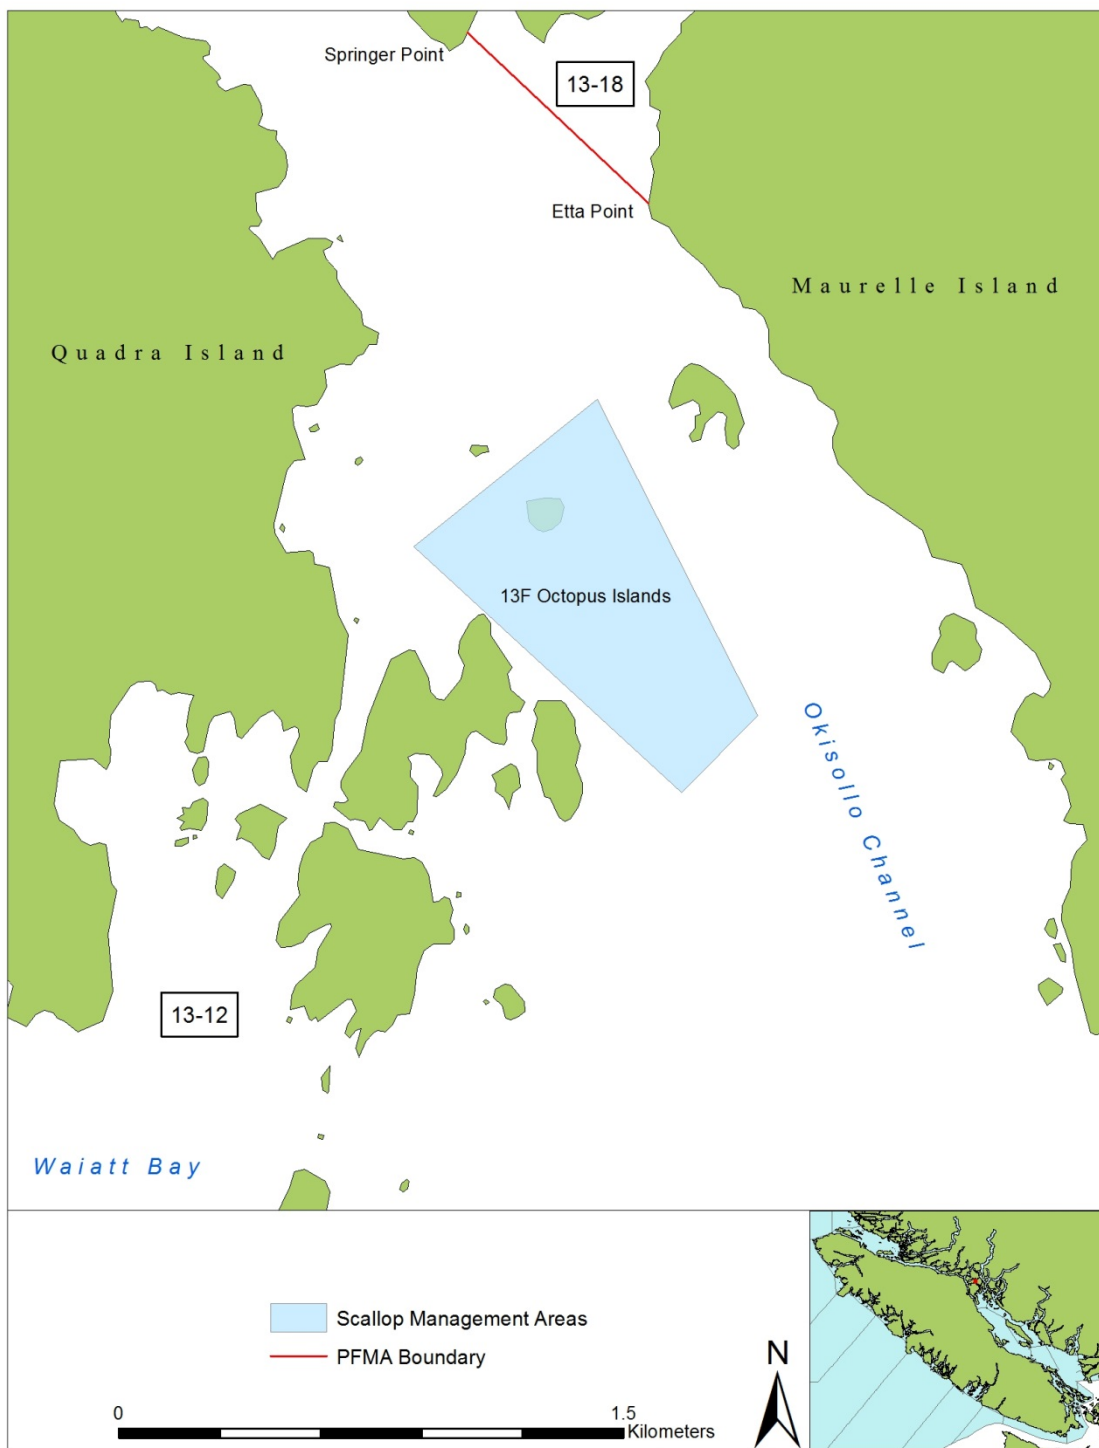 Springer Point
13-18
Etta Point
Maurelle Island
Quadra Island
13F Octopus Islands
Okisollo Channel
13-12
Waiatt Bay
Scallop Management Areas
PFMA Boundary
N
0
1.5
Kilometers